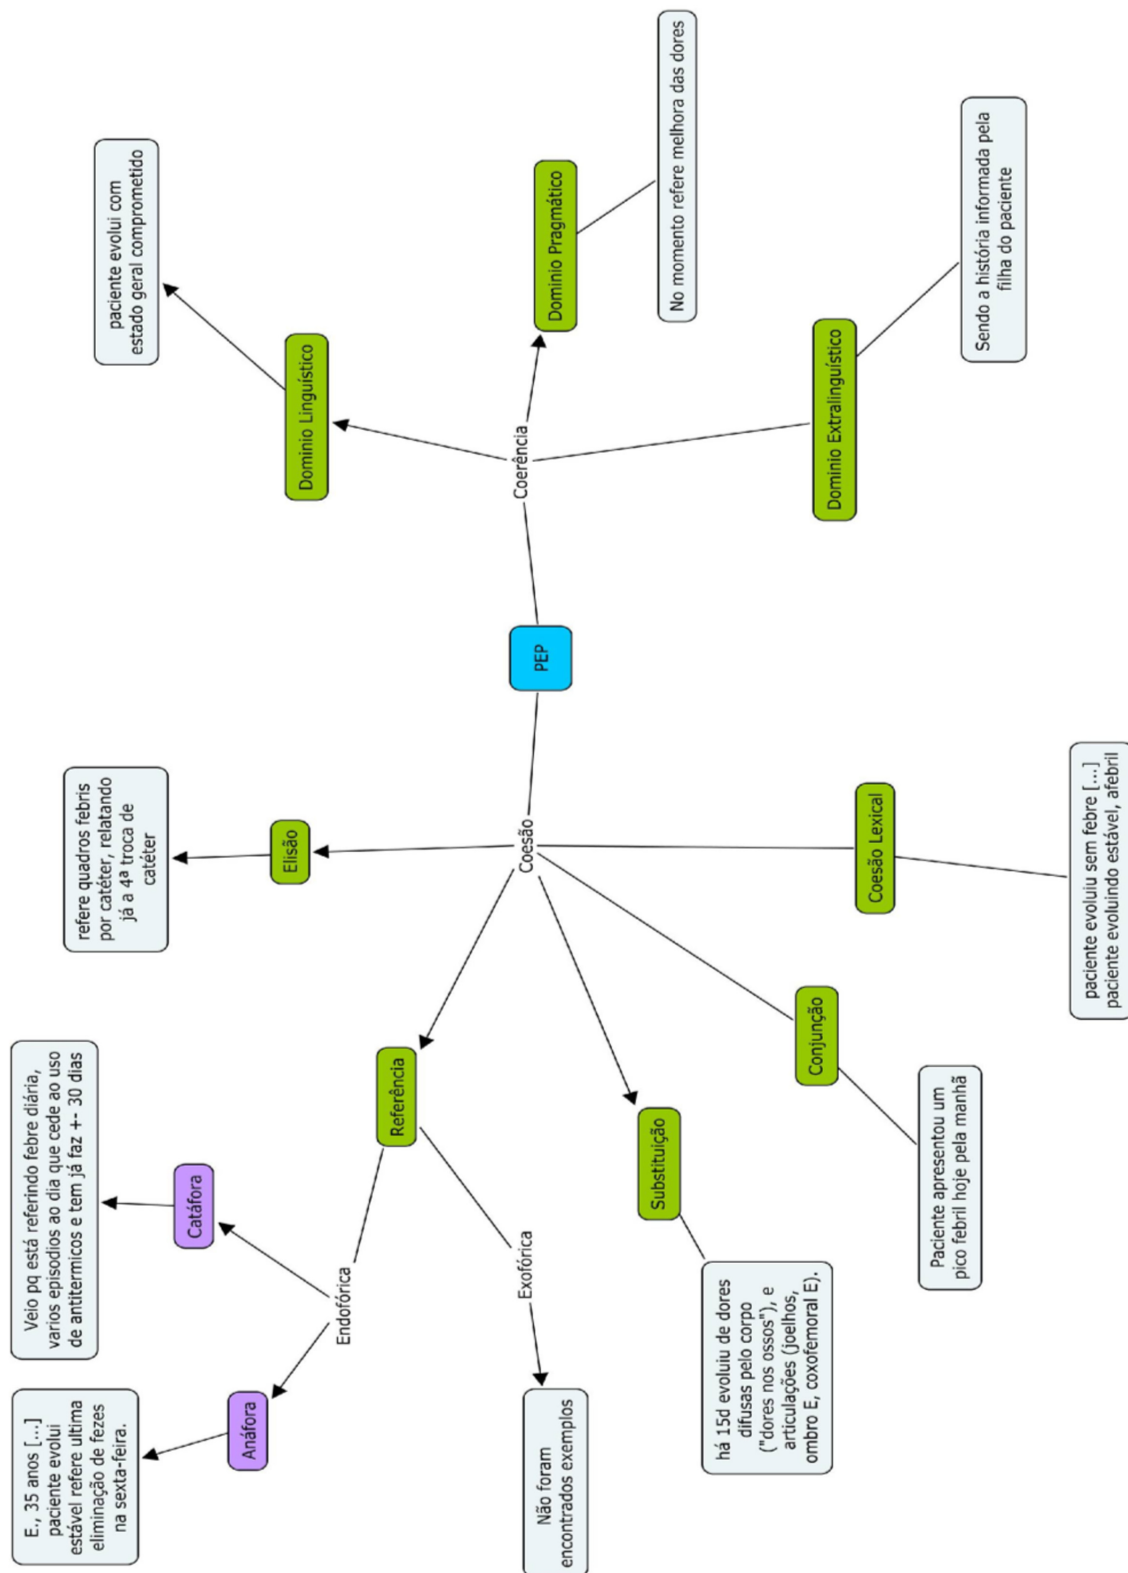 E., 35 anos [...]
paciente evolui
estável refere ultima
eliminação de fezes
na sexta-feira.
Veio pq está referindo febre diária,
varios episodios ao dia que cede ao uso
de antitermicos e tem já faz +- 30 dias
refere quadros febris
por catéter, relatando
já a 4ª troca de
catéter
paciente evolui com
estado geral comprometido
Anáfora
Catáfora
Elisão
Dominio Linguístico
Endofórica
Referência
Não foram
encontrados exemplos
Exofórica
Coesão
PEP
Coerência
Dominio Pragmático
No momento refere melhora das dores
Substituição
há 15d evoluiu de dores
difusas pelo corpo
("dores nos ossos"), e
articulações (joelhos,
ombro E, coxofemoral E).
Conjunção
Paciente apresentou um
pico febril hoje pela manhã
Coesão Lexical
paciente evoluiu sem febre [...]
paciente evoluindo estável, afebril
Dominio Extralinguístico
Sendo a história informada pela
filha do paciente